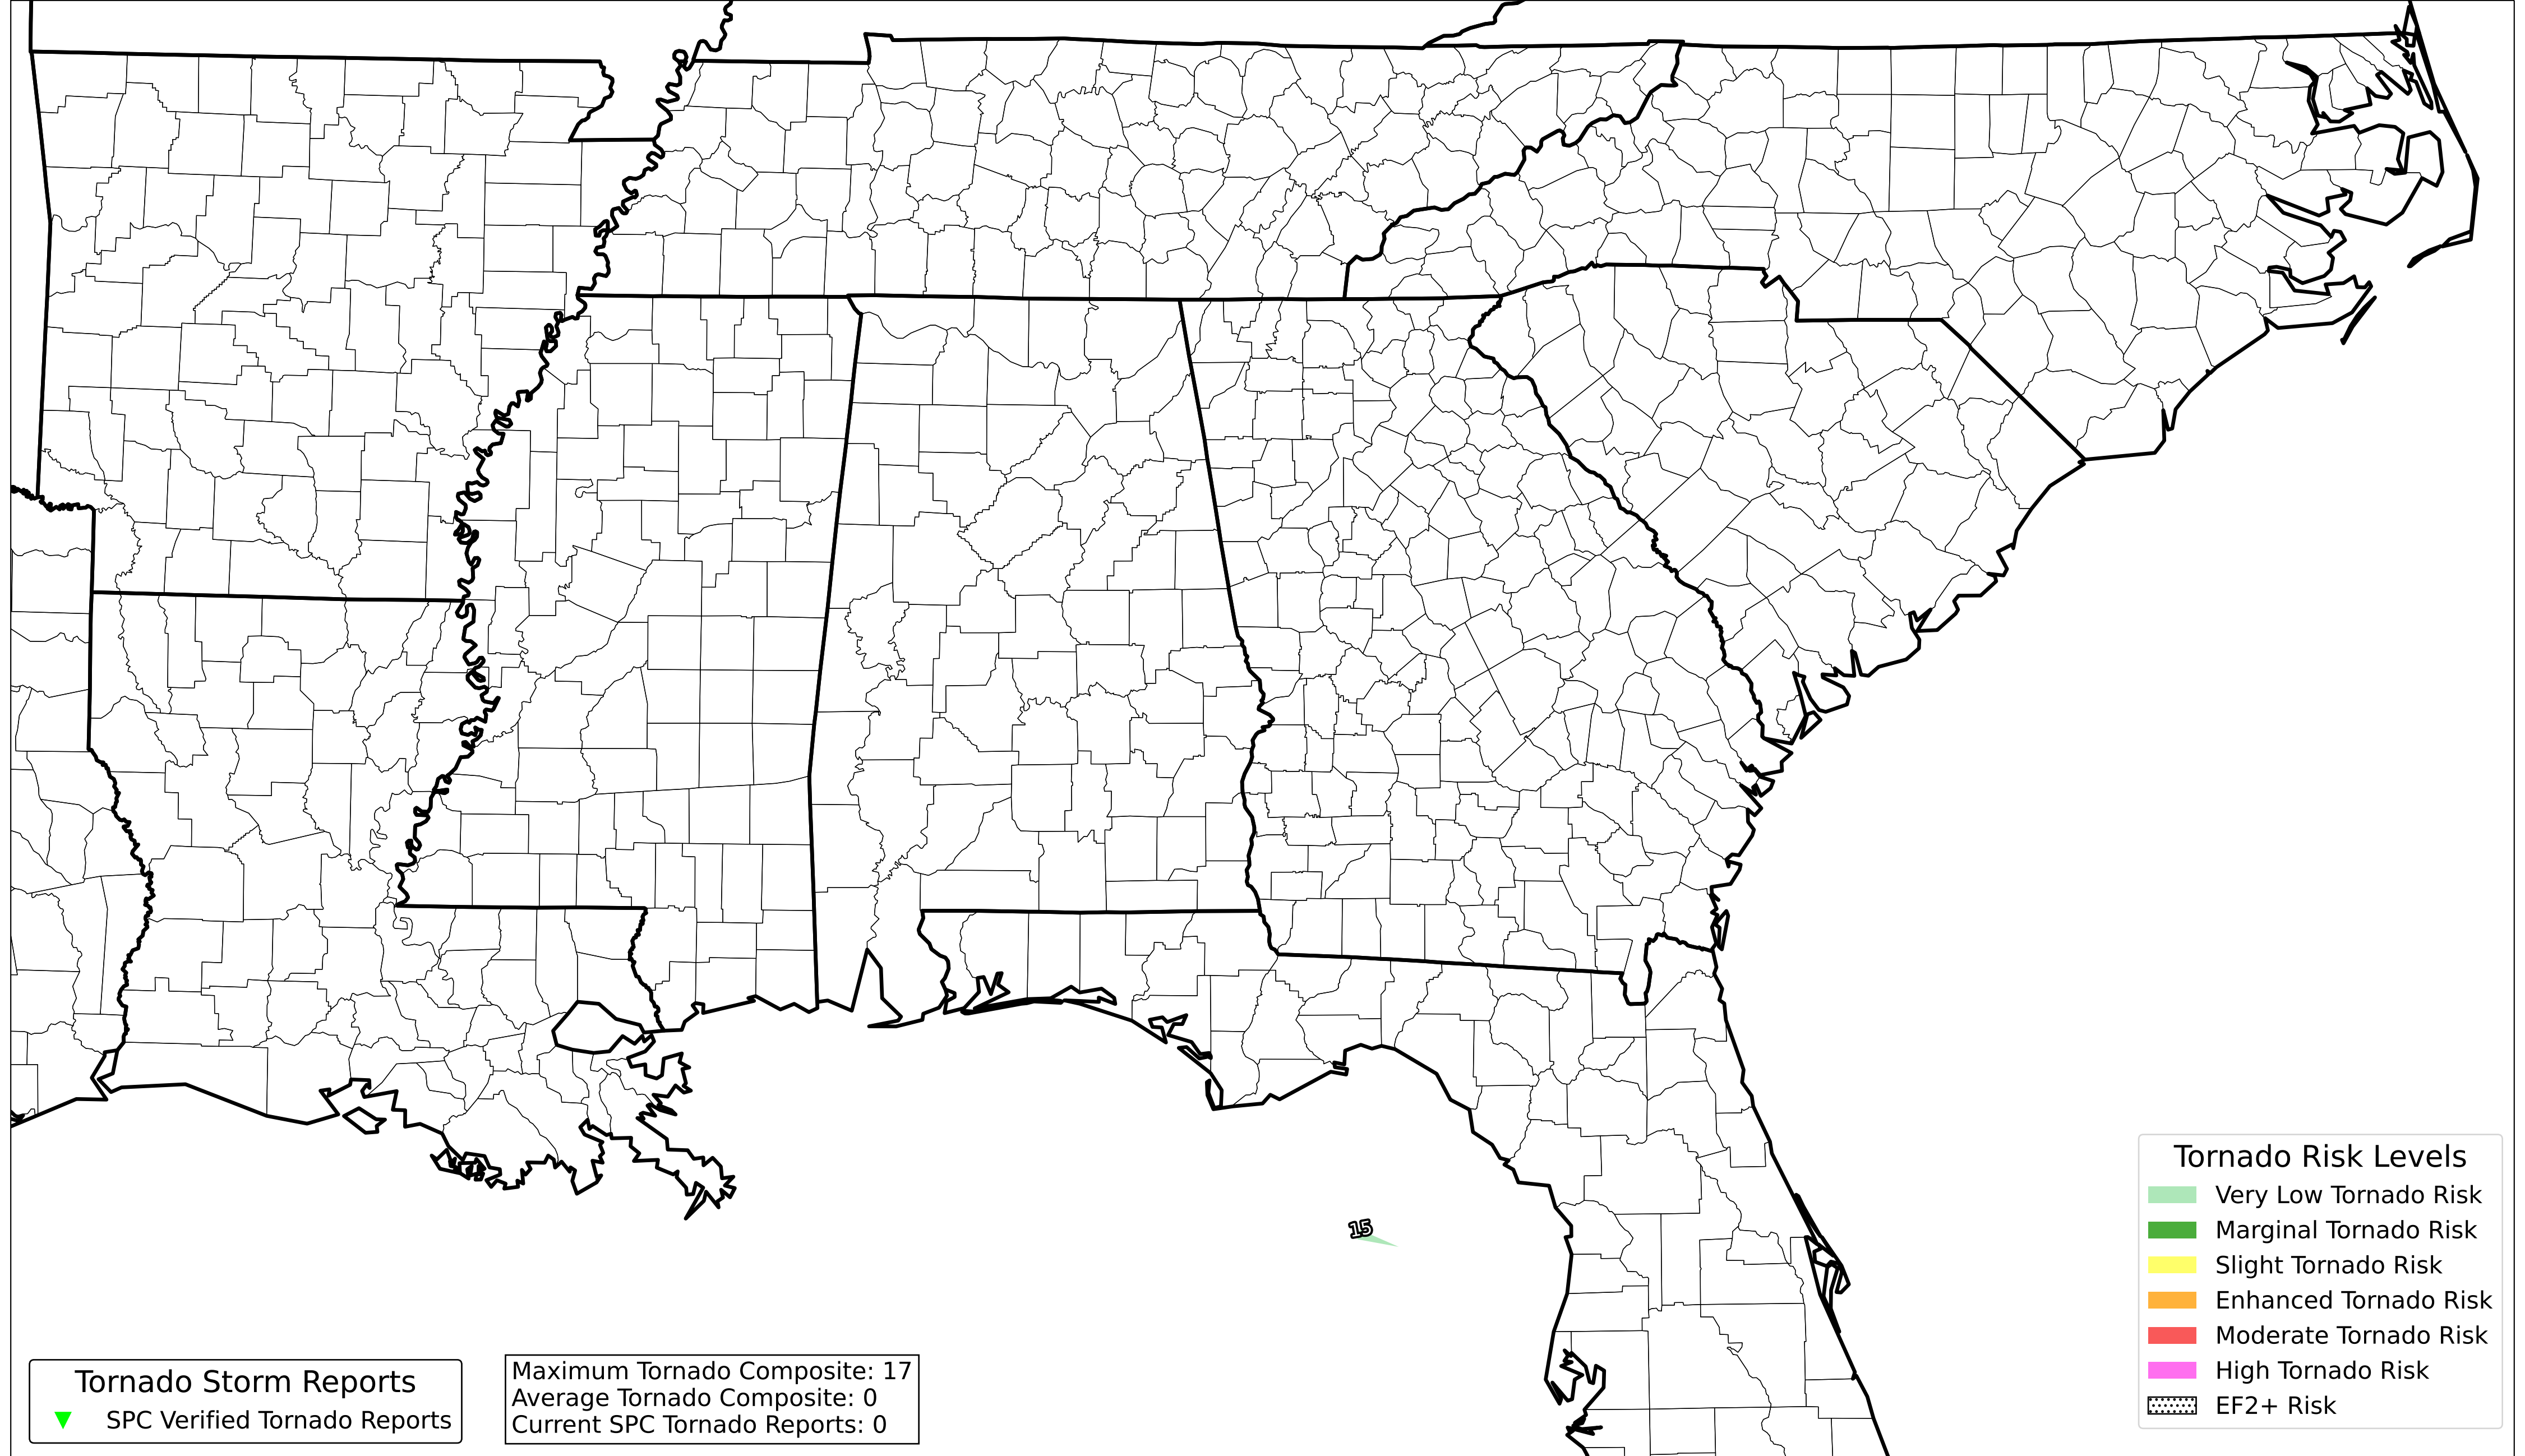 15
Tornado Risk Levels
Very Low Tornado Risk
Marginal Tornado Risk
Slight Tornado Risk
Enhanced Tornado Risk
Moderate Tornado Risk
High Tornado Risk
EF2+ Risk
Tornado Storm Reports
SPC Verified Tornado Reports
Maximum Tornado Composite: 17
Average Tornado Composite: 0
Current SPC Tornado Reports: 0